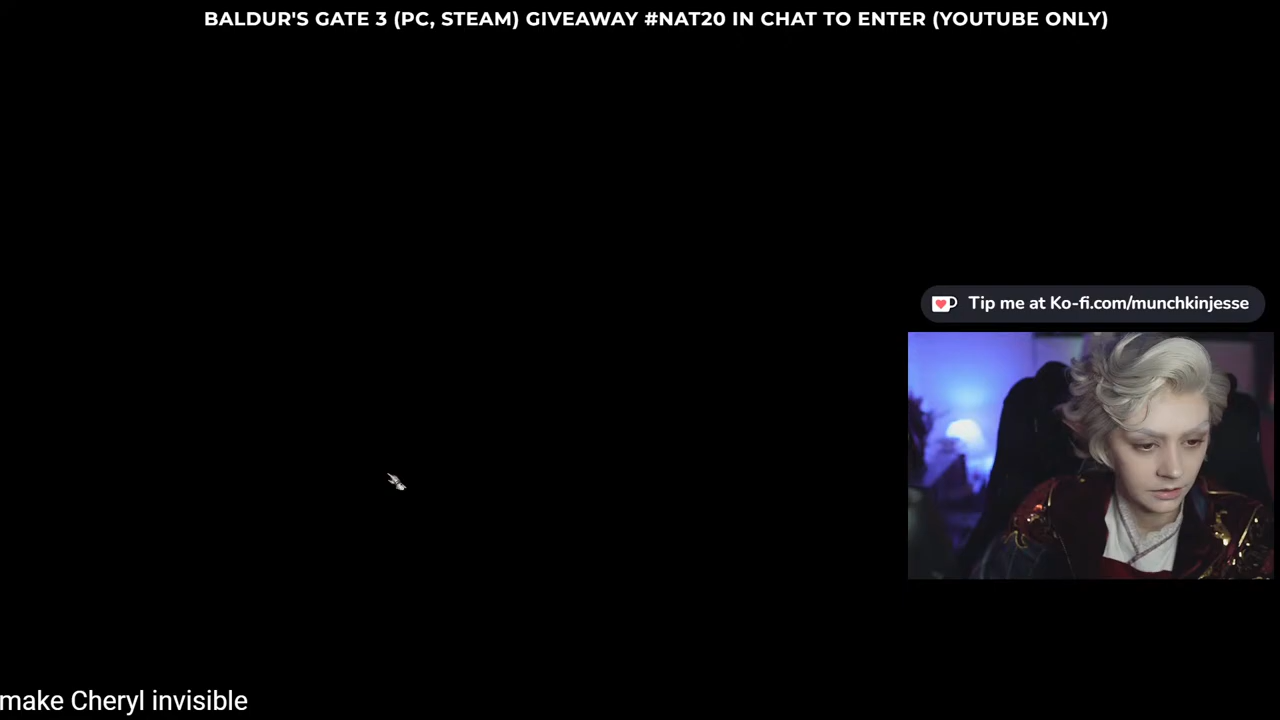 BALDUR'S GATE 3 (PC, STEAM) GIVEAWAY #NAT20 IN CHAT TO ENTER (YOUTUBE ONLY)
Tip me at Ko-fi.com/munchkinjesse
make Cheryl invisible